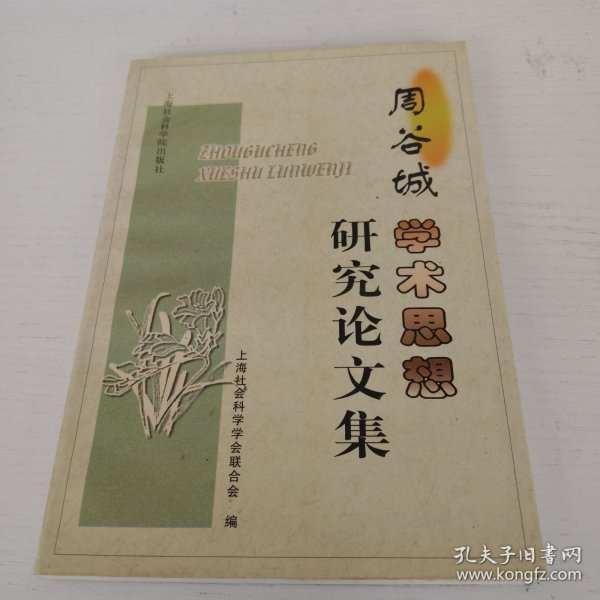 周谷城
学术思想
研究论文集
ZHOUGUCHENG
XUESHU LUNWENJI
上海社会科学学会联合会 编
上海社会科学院出版社
孔夫子旧书网
www.kongfz.com